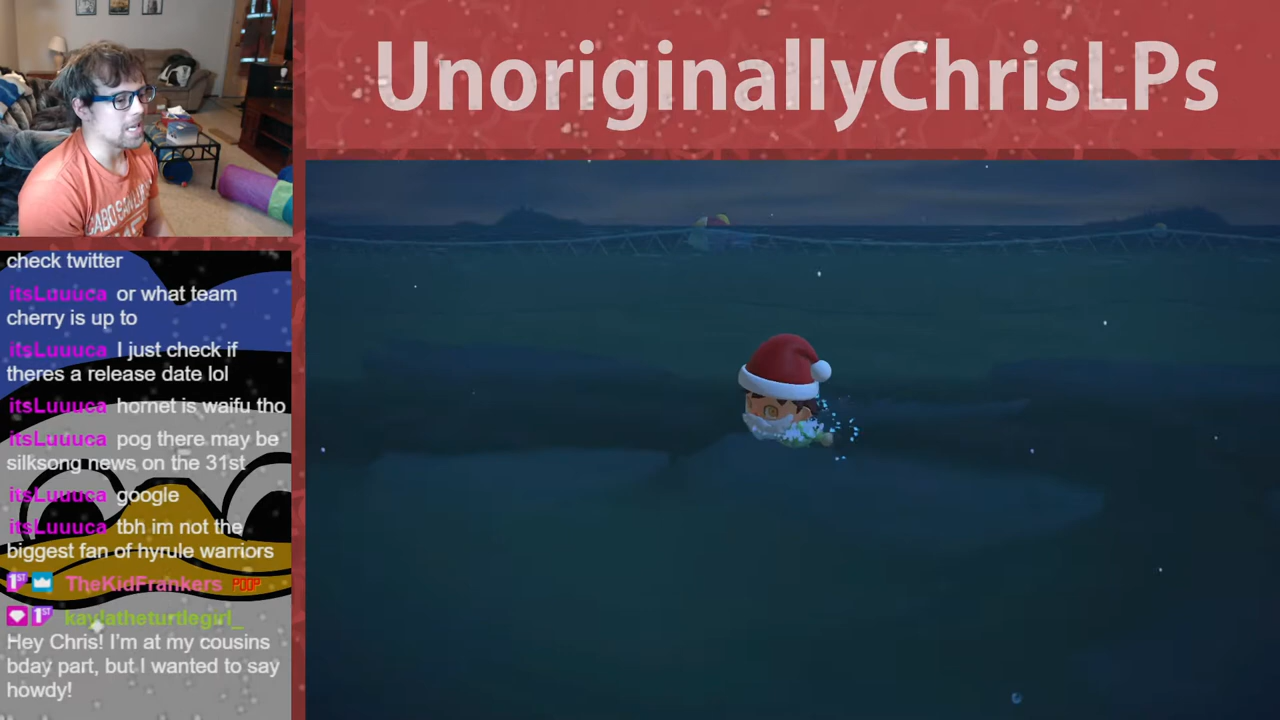 UnoriginallyChrisLPs
check twitter
itsLuuuca or what team
cherry is up to
itsLuuuca I just check if
theres a release date lol
itsLuuuca hornet is waifu tho
itsLuuuca pog there may be
silksong news on the 31st
itsLuuuca google
itsLuuuca tbh im not the
biggest fan of hyrule warriors
1ST TheKidFrankers POOP
1ST kaylatheturtlegirl_
Hey Chris! I'm at my cousins
bday part, but I wanted to say
howdy!